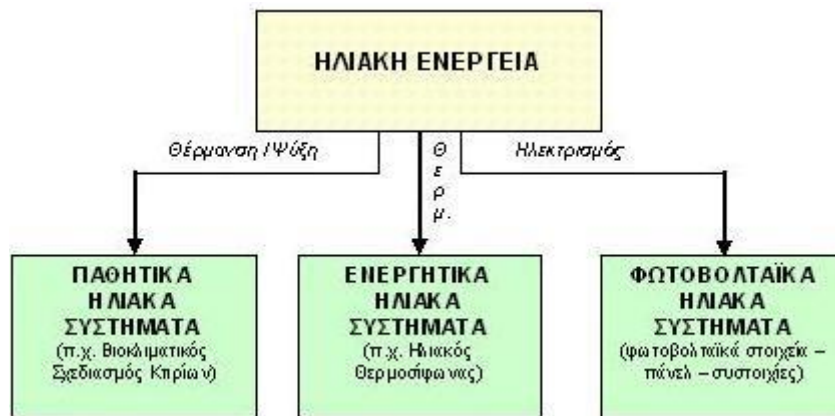 ΗΛΙΑΚΗ ΕΝΕΡΓΕΙΑ
Θέρμανση /Ψύξη
Θερμ.
Ηλεκτρισμός
ΠΑΘΗΤΙΚΑ
ΗΛΙΑΚΑ
ΣΥΣΤΗΜΑΤΑ
(π.χ. Βιοκλιματικός
Σχεδιασμός Κτιρίων)
ΕΝΕΡΓΗΤΙΚΑ
ΗΛΙΑΚΑ
ΣΥΣΤΗΜΑΤΑ
(π.χ. Ηλιακός
Θερμοσίφωνας)
ΦΩΤΟΒΟΛΤΑΪΚΑ
ΗΛΙΑΚΑ
ΣΥΣΤΗΜΑΤΑ
(φωτοβολταϊκά στοιχεία –
πάνελ – συστοιχίες)